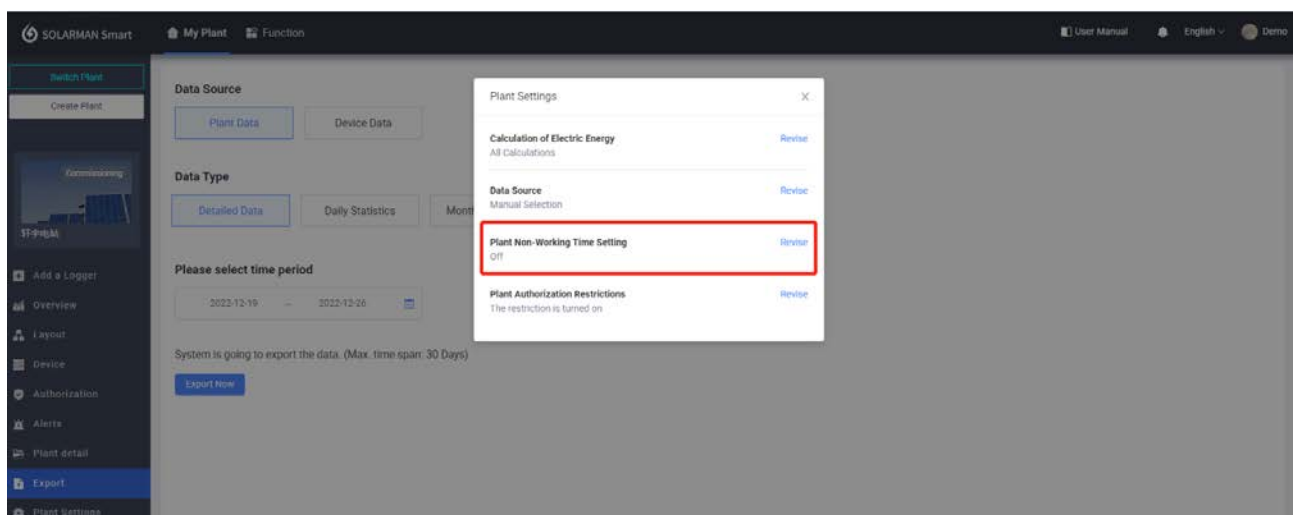 SOLARMAN Smart
My Plant
Function
User Manual
English
Demo
Switch Plant
Create Plant
Commissioning
Add a Logger
Overview
Layout
Device
Authorization
Alerts
Plant detail
Export
Plant Settings
Data Source
Plant Data
Device Data
Data Type
Detailed Data
Daily Statistics
Please select time period
2022-12-19 – 2022-12-26
System is going to export the data. (Max. time span: 30 Days)
Export Now
Plant Settings
Calculation of Electric Energy
Revise
All Calculations
Data Source
Revise
Manual Selection
Plant Non-Working Time Setting
Revise
Off
Plant Authorization Restrictions
Revise
The restriction is turned on